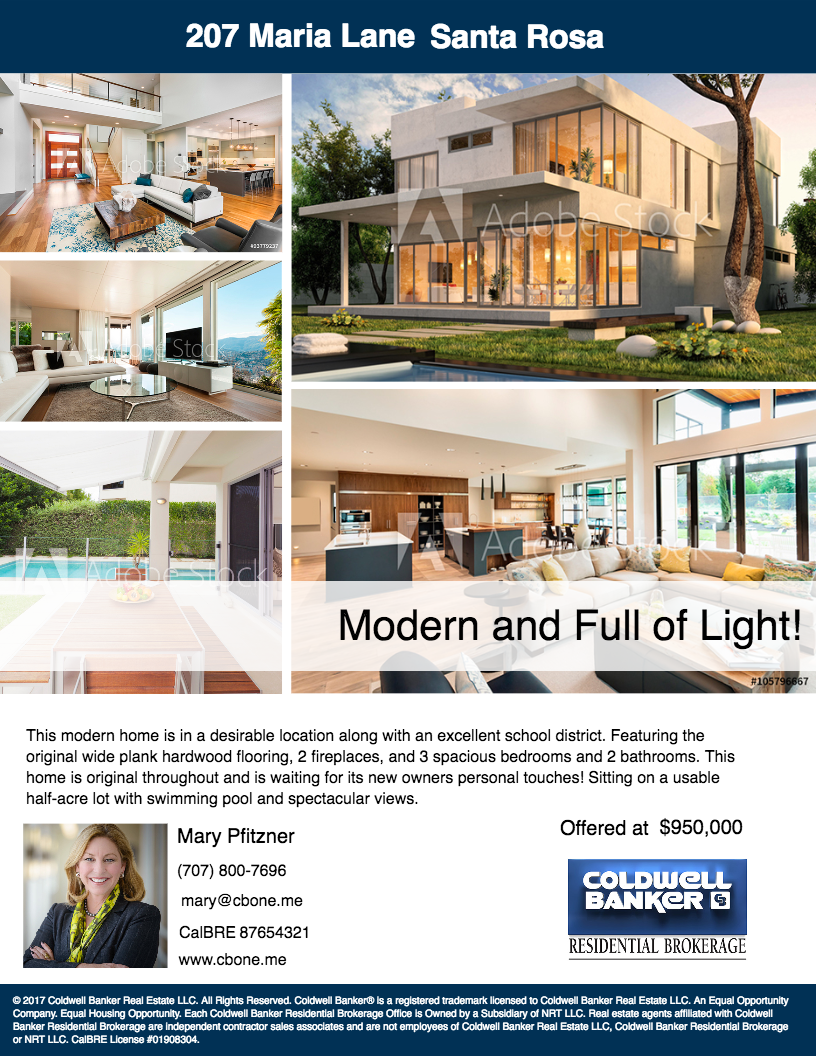 207 Maria Lane Santa Rosa
Adobe Stock
#63779237
Adobe Stock
Adobe Stock
Adobe Stock
Adobe Stock
Modern and Full of Light!
#105796667
This modern home is in a desirable location along with an excellent school district. Featuring the
original wide plank hardwood flooring, 2 fireplaces, and 3 spacious bedrooms and 2 bathrooms. This
home is original throughout and is waiting for its new owners personal touches! Sitting on a usable
half-acre lot with swimming pool and spectacular views.
Mary Pfitzner
(707) 800-7696
mary@cbone.me
CalBRE 87654321
www.cbone.me
Offered at $950,000
COLDWELL
BANKER CB
RESIDENTIAL BROKERAGE
© 2017 Coldwell Banker Real Estate LLC. All Rights Reserved. Coldwell Banker® is a registered trademark licensed to Coldwell Banker Real Estate LLC. An Equal Opportunity
Company. Equal Housing Opportunity. Each Coldwell Banker Residential Brokerage Office is Owned by a Subsidiary of NRT LLC. Real estate agents affiliated with Coldwell
Banker Residential Brokerage are independent contractor sales associates and are not employees of Coldwell Banker Real Estate LLC, Coldwell Banker Residential Brokerage
or NRT LLC. CalBRE License #01908304.